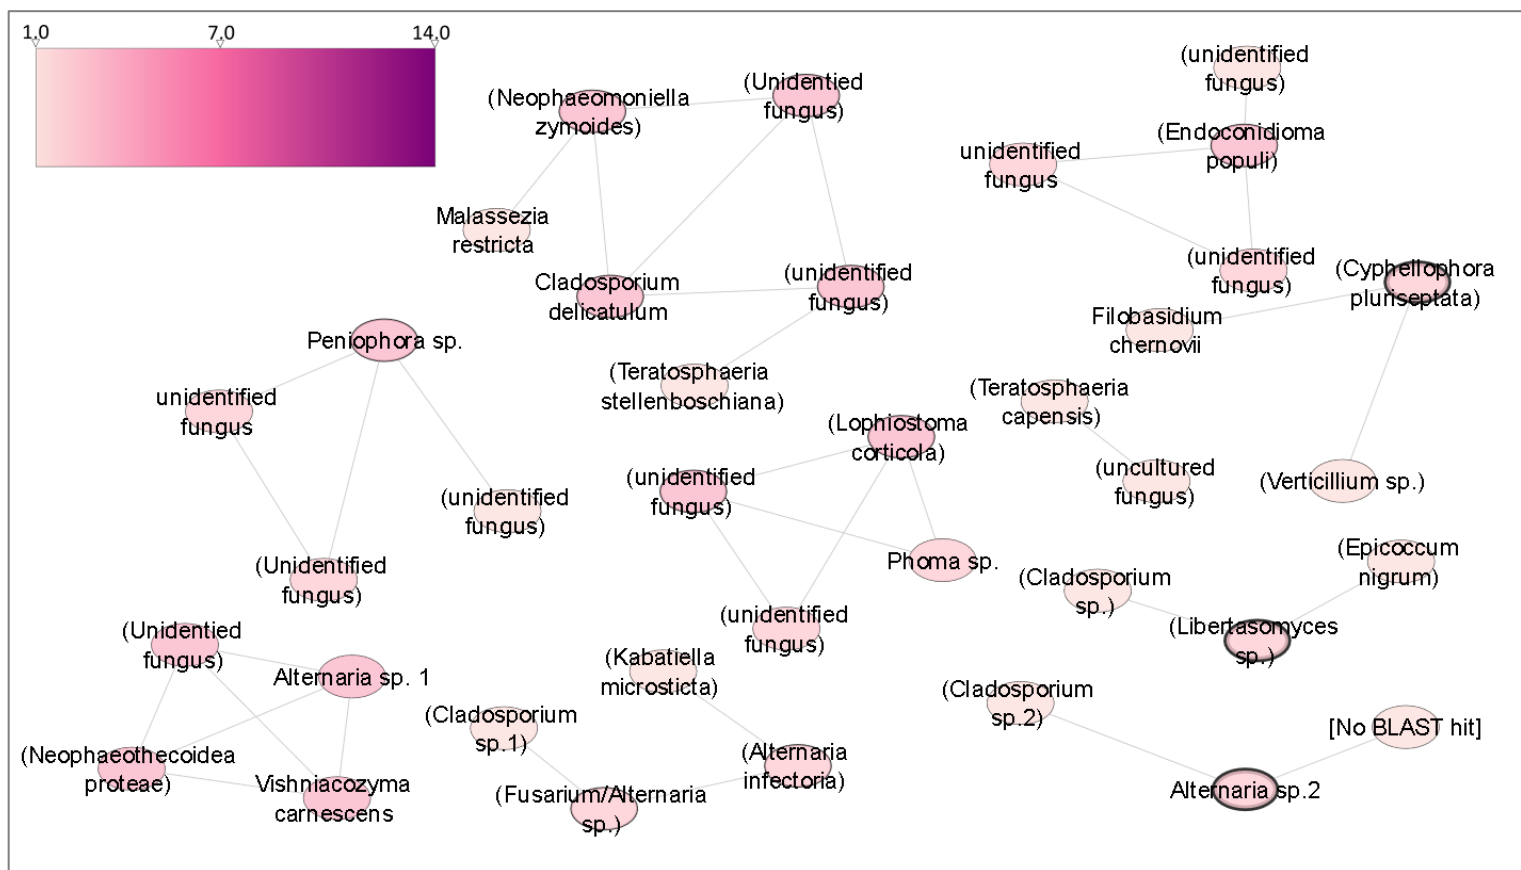 1,0
7,0
14,0
(Neophaeomoniella
zymoides)
(Unidentied
fungus)
(unidentified
fungus)
(Endoconidioma
populi)
unidentified
fungus
Malassezia
restricta
Cladosporium
delicatulum
(unidentified
fungus)
(unidentified
fungus)
(Cyphellophora
pluriseptata)
Filobasidium
chernovii
Peniophora sp.
unidentified
fungus
(Teratosphaeria
stellenboschiana)
(Teratosphaeria
capensis)
(Lophiostoma
corticola)
(unidentified
fungus)
(unidentified
fungus)
(uncultured
fungus)
(Verticillium sp.)
(Unidentified
fungus)
Phoma sp.
(Cladosporium
sp.)
(Epicoccum
nigrum)
(Unidentied
fungus)
Alternaria sp. 1
(unidentified
fungus)
(Libertasomyces
sp.)
(Kabatiella
microsticta)
(Cladosporium
sp.1)
(Cladosporium
sp.2)
[No BLAST hit]
(Neophaeothecoidea
proteae)
Vishniacozyma
carnescens
(Fusarium/Alternaria
sp.)
(Alternaria
infectoria)
Alternaria sp.2